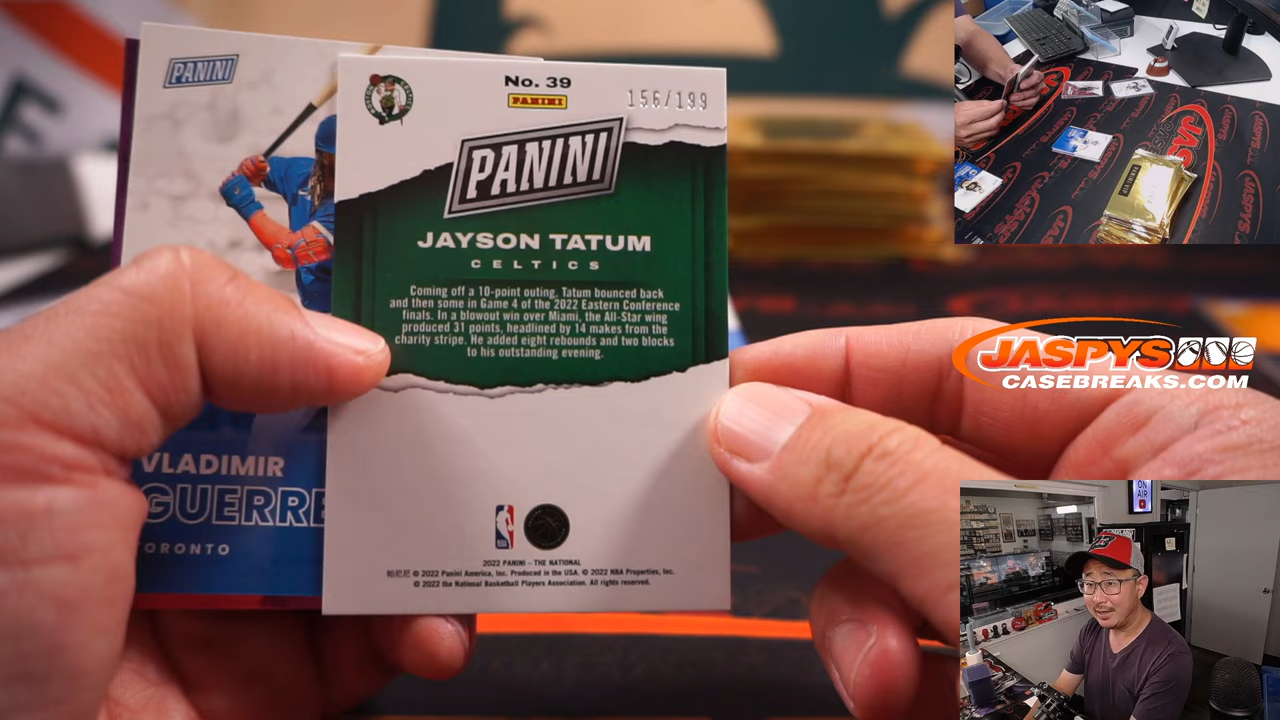 PANINI
VLADIMIR
GUERRE
ORONTO
No. 39
PANINI
156/199
PANINI
JAYSON TATUM
CELTICS
Coming off a 10-point outing, Tatum bounced back
and then some in Game 4 of the 2022 Eastern Conference
finals. In a blowout win over Miami, the All-Star wing
produced 31 points, headlined by 14 makes from the
charity stripe. He added eight rebounds and two blocks
to his outstanding evening.
2022 PANINI – THE NATIONAL
© 2022 Panini America, Inc. Produced in the USA. © 2022 NBA Properties, Inc.
© 2022 the National Basketball Players Association. All rights reserved.
JASPYS
CASEBREAKS.COM
ON
AIR